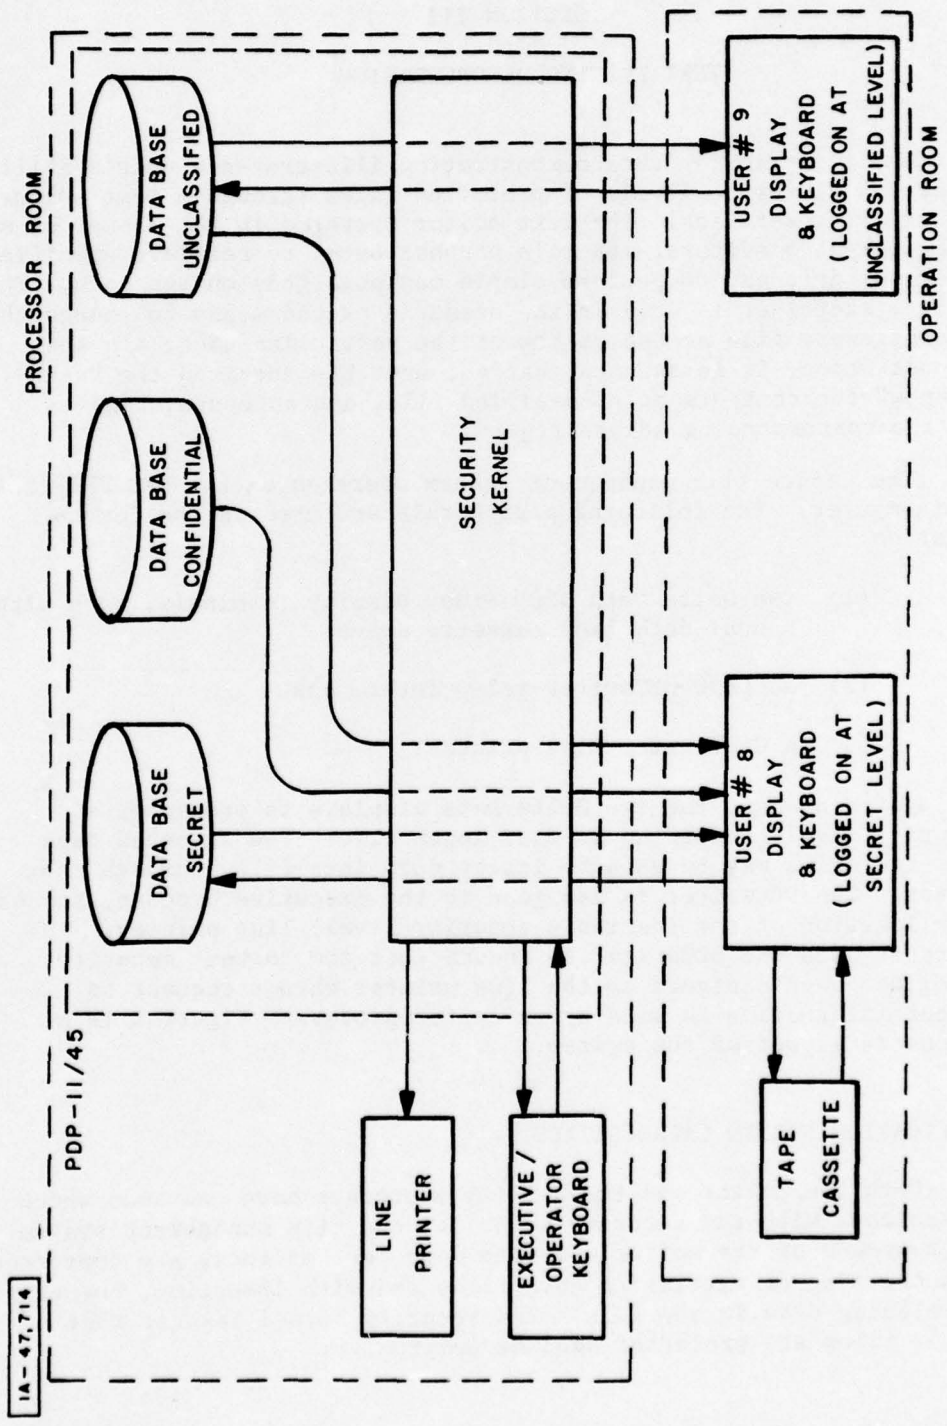 1A-47,714
PDP-11/45
PROCESSOR ROOM
DATA BASE
SECRET
DATA BASE
CONFIDENTIAL
DATA BASE
UNCLASSIFIED
SECURITY
KERNEL
LINE
PRINTER
EXECUTIVE/
OPERATOR
KEYBOARD
TAPE
CASSETTE
USER# 8
DISPLAY
& KEYBOARD
(LOGGED ON AT
SECRET LEVEL)
USER# 9
DISPLAY
& KEYBOARD
(LOGGED ON AT
UNCLASSIFIED LEVEL)
OPERATION ROOM